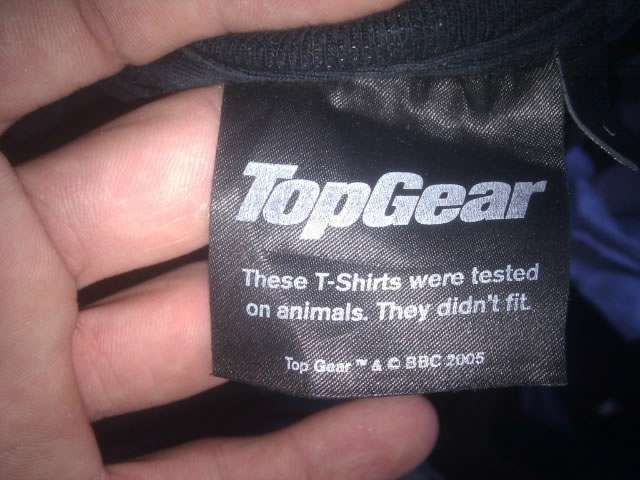 TopGear
These T-Shirts were tested
on animals. They didn't fit.
Top Gear ™ & © BBC 2005